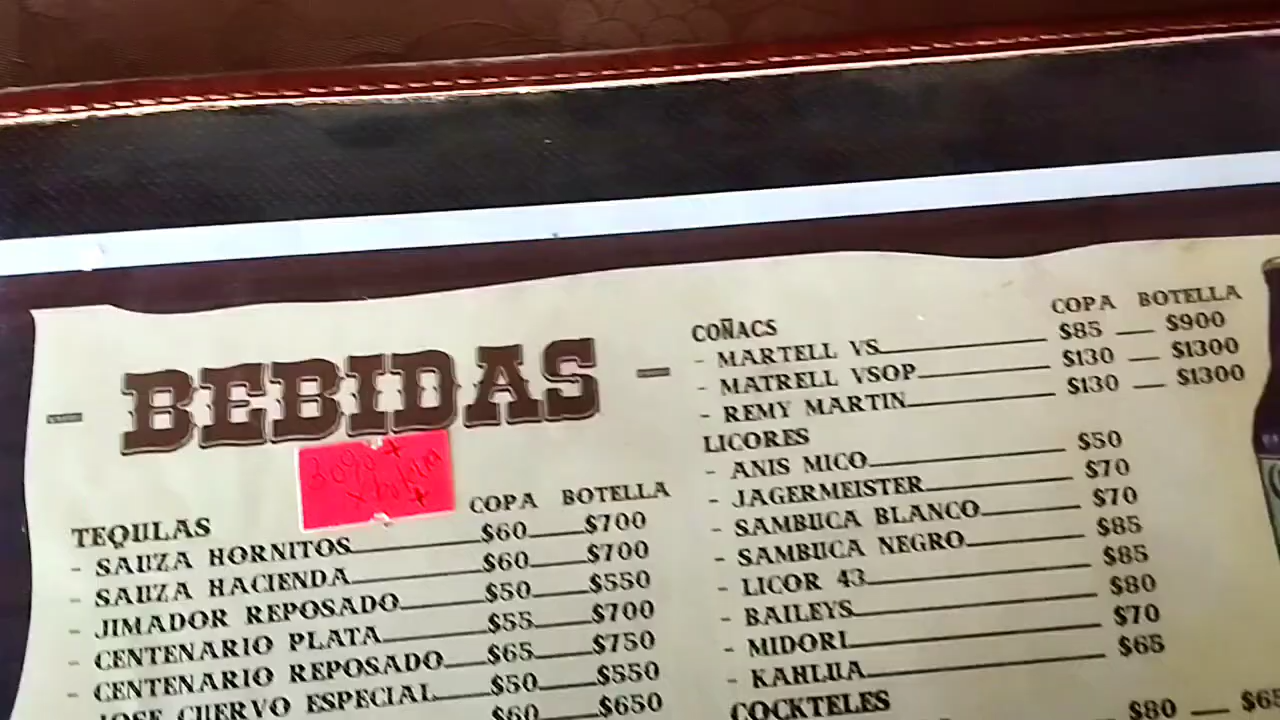 - BEBIDAS -
30% x
x botella
COPA BOTELLA
TEQUILAS
- SAUZA HORNITOS $60 $700
- SAUZA HACIENDA $60 $700
- JIMADOR REPOSADO $50 $550
- CENTENARIO PLATA $55 $700
- CENTENARIO REPOSADO $65 $750
- JOSE CUERVO ESPECIAL $50 $550
$60 $650
COPA BOTELLA
COÑACS
- MARTELL VS $85 $900
- MATRELL VSOP $130 $1300
- REMY MARTIN $130 $1300
LICORES
- ANIS MICO $50
- JAGERMEISTER $70
- SAMBUCA BLANCO $70
- SAMBUCA NEGRO $85
- LICOR 43 $85
- BAILEYS $80
- MIDORI $70
- KAHLUA $65
COCKTELES
$80